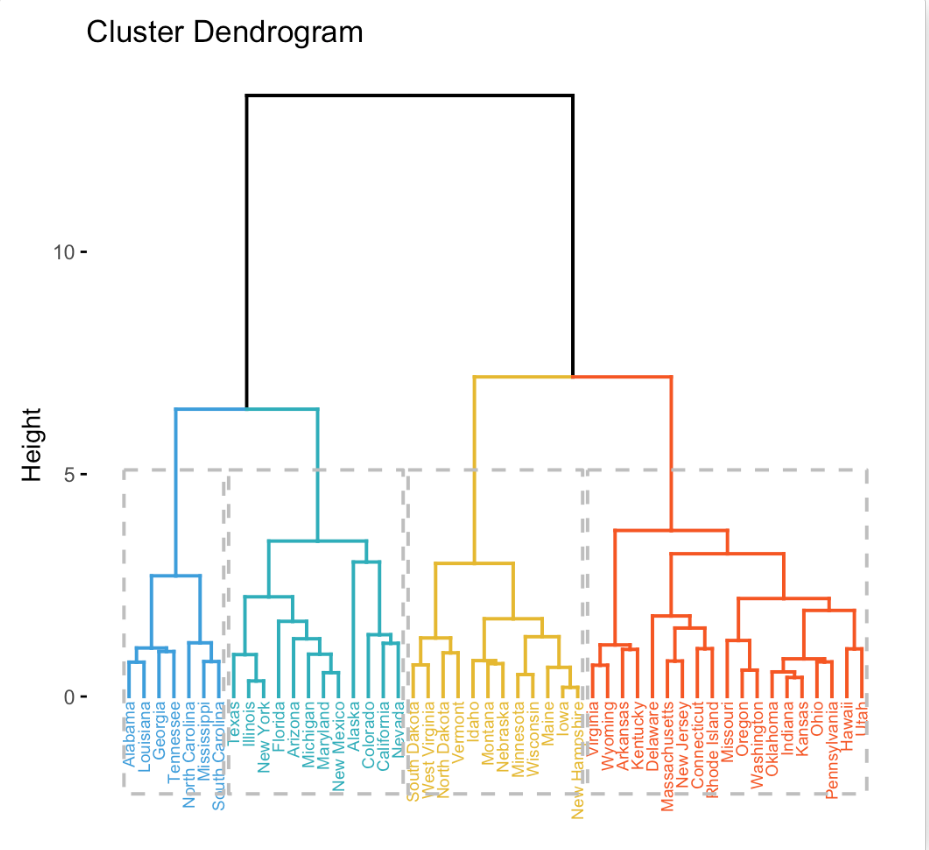 Cluster Dendrogram
Height
10
5
0
Alabama
Louisiana
Georgia
Tennessee
North Carolina
Mississippi
South Carolina
Texas
Illinois
New York
Florida
Arizona
Michigan
Maryland
New Mexico
Alaska
Colorado
California
Nevada
South Dakota
West Virginia
North Dakota
Vermont
Idaho
Montana
Nebraska
Minnesota
Wisconsin
Maine
Iowa
New Hampshire
Virginia
Wyoming
Arkansas
Kentucky
Delaware
Massachusetts
New Jersey
Connecticut
Rhode Island
Missouri
Oregon
Washington
Oklahoma
Indiana
Kansas
Ohio
Pennsylvania
Hawaii
Utah